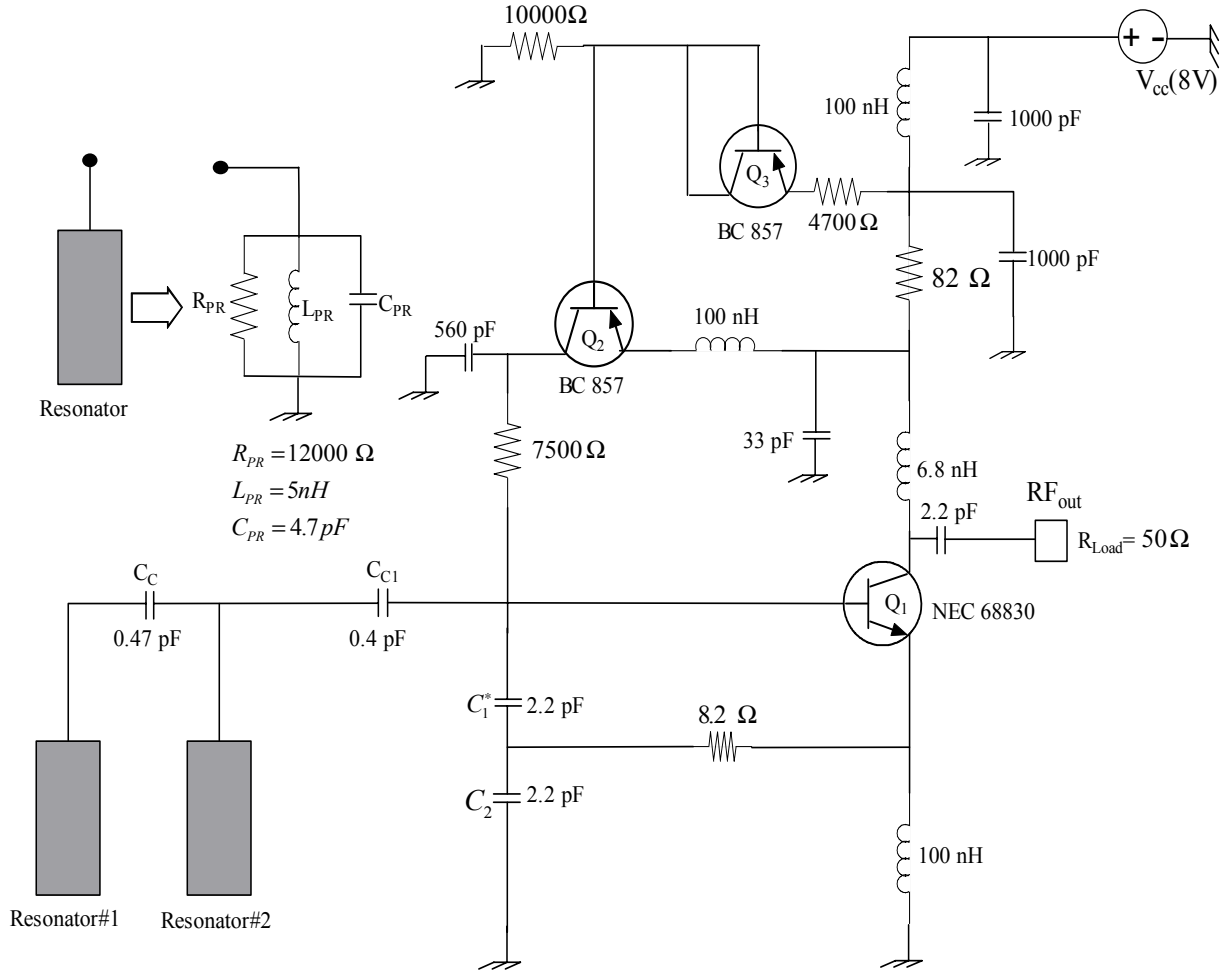 10000Ω
+ -
V_cc(8V)
100 nH
1000 pF
Q_3
BC 857
4700Ω
1000 pF
82 Ω
R_PR
L_PR
C_PR
560 pF
Q_2
100 nH
BC 857
Resonator
33 pF
7500Ω
6.8 nH
R_PR = 12000 Ω
L_PR = 5nH
C_PR = 4.7pF
2.2 pF
RF_out
R_Load= 50Ω
C_C
C_C1
Q_1
NEC 68830
0.47 pF
0.4 pF
C_1^* 2.2 pF
8.2 Ω
C_2 2.2 pF
100 nH
Resonator#1
Resonator#2